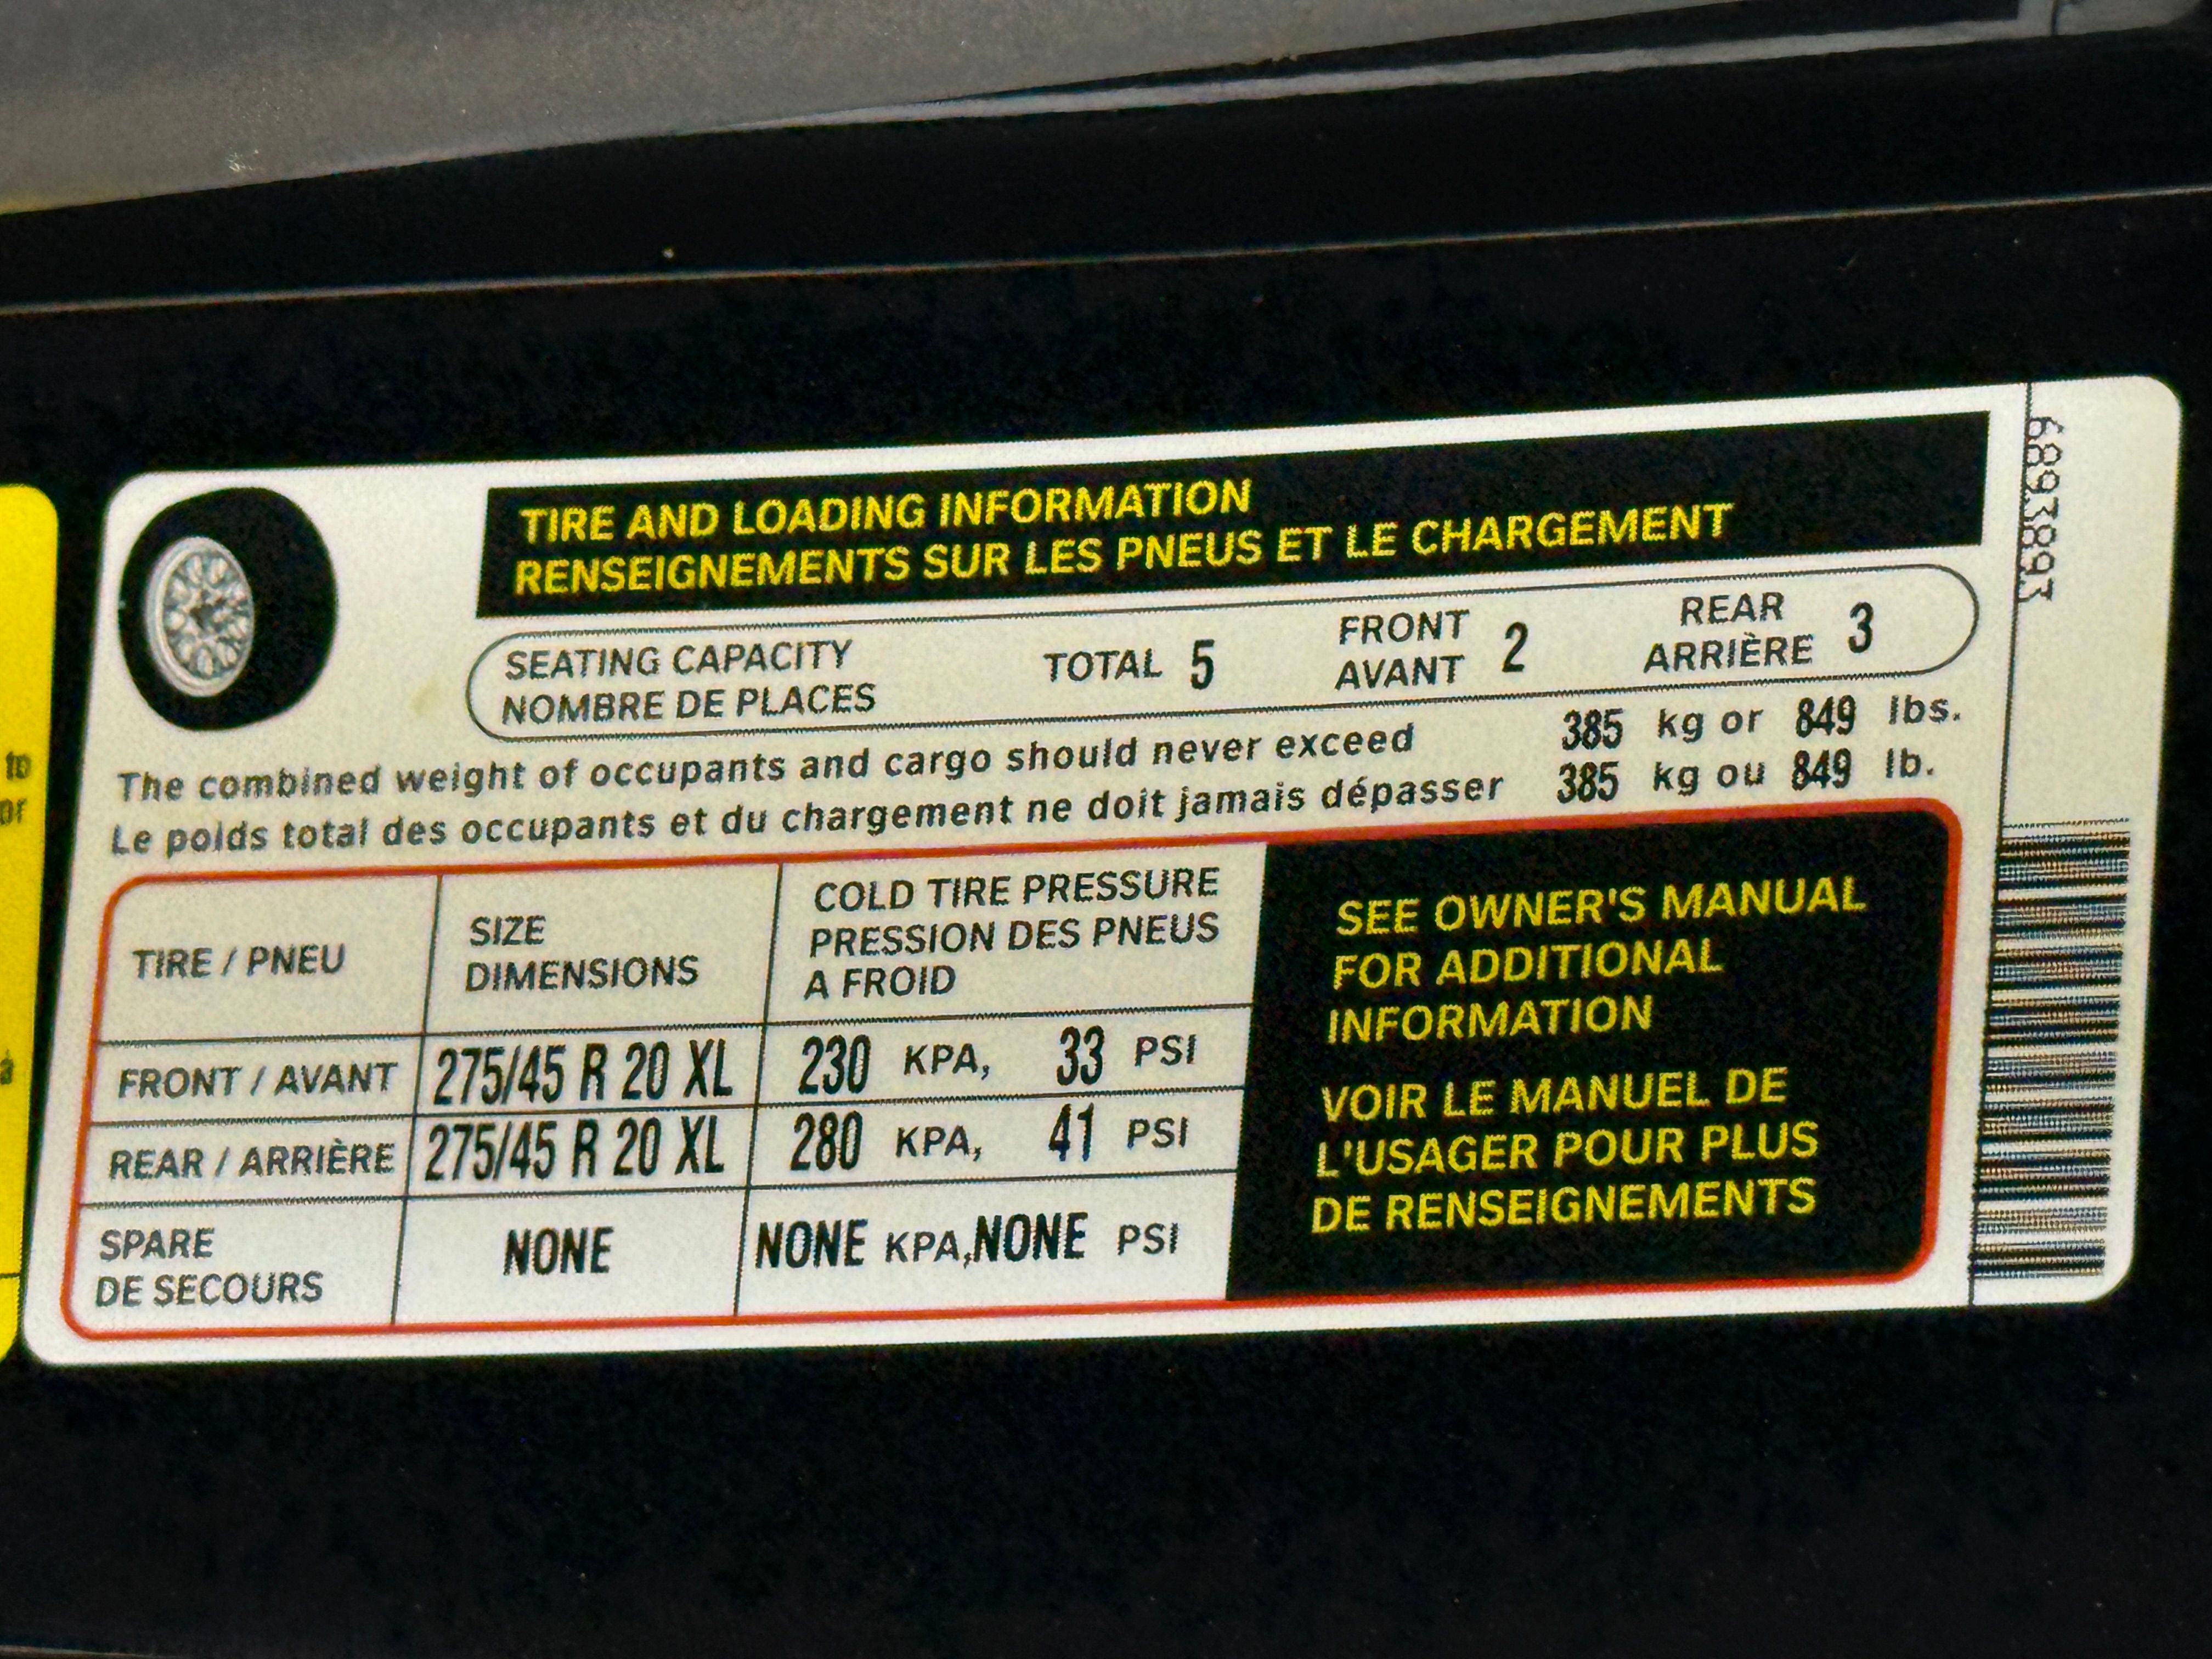 TIRE AND LOADING INFORMATION
RENSEIGNEMENTS SUR LES PNEUS ET LE CHARGEMENT
SEATING CAPACITY
NOMBRE DE PLACES
TOTAL 5
FRONT
AVANT 2
REAR
ARRIÈRE 3
The combined weight of occupants and cargo should never exceed 385 kg or 849 lbs.
Le poids total des occupants et du chargement ne doit jamais dépasser 385 kg ou 849 lb.
TIRE / PNEU
SIZE
DIMENSIONS
COLD TIRE PRESSURE
PRESSION DES PNEUS
A FROID
FRONT / AVANT 275/45 R 20 XL 230 KPA, 33 PSI
REAR / ARRIÈRE 275/45 R 20 XL 280 KPA, 41 PSI
SPARE
DE SECOURS
NONE NONE KPA,NONE PSI
SEE OWNER'S MANUAL
FOR ADDITIONAL
INFORMATION
VOIR LE MANUEL DE
L'USAGER POUR PLUS
DE RENSEIGNEMENTS
6893893
to
or
à